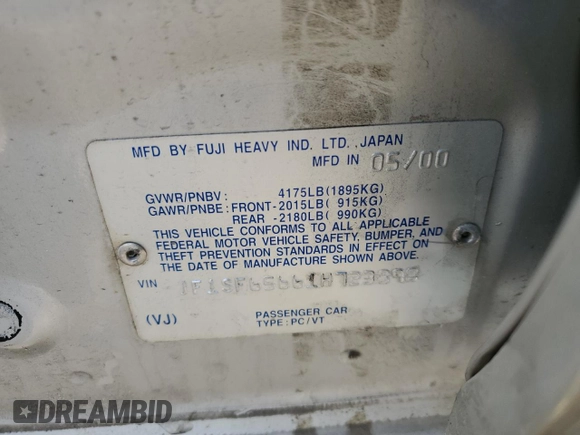 MFD BY FUJI HEAVY IND. LTD. JAPAN
MFD IN 05/00
GVWR/PNBV: 4175LB(1895KG)
GAWR/PNBE: FRONT-2015LB( 915KG)
REAR -2180LB( 990KG)
THIS VEHICLE CONFORMS TO ALL APPLICABLE
FEDERAL MOTOR VEHICLE SAFETY, BUMPER, AND
THEFT PREVENTION STANDARDS IN EFFECT ON
THE DATE OF MANUFACTURE SHOWN ABOVE.
VIN
(VJ)
PASSENGER CAR
TYPE: PC/VT
DREAMBID